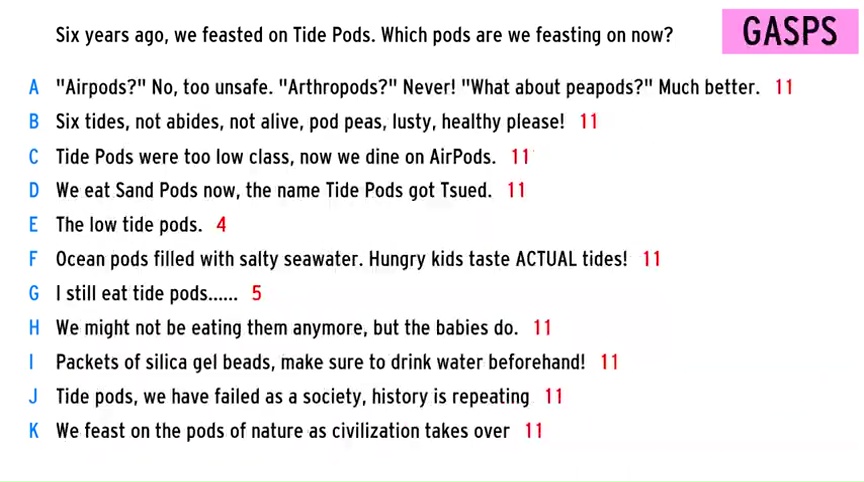 GASPS
Six years ago, we feasted on Tide Pods. Which pods are we feasting on now?
A "Airpods?" No, too unsafe. "Arthropods?" Never! "What about peapods?" Much better. 11
B Six tides, not abides, not alive, pod peas, lusty, healthy please! 11
C Tide Pods were too low class, now we dine on AirPods. 11
D We eat Sand Pods now, the name Tide Pods got Tsued. 11
E The low tide pods. 4
F Ocean pods filled with salty seawater. Hungry kids taste ACTUAL tides! 11
G I still eat tide pods...... 5
H We might not be eating them anymore, but the babies do. 11
I Packets of silica gel beads, make sure to drink water beforehand! 11
J Tide pods, we have failed as a society, history is repeating 11
K We feast on the pods of nature as civilization takes over 11